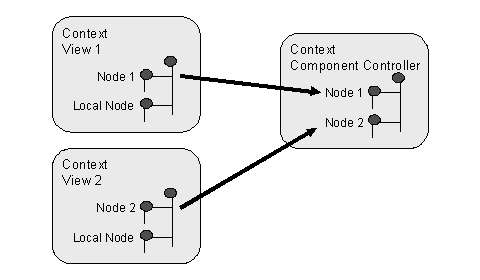 Context
View 1
Node 1
Local Node
Context
Component Controller
Node 1
Node 2
Context
View 2
Node 2
Local Node